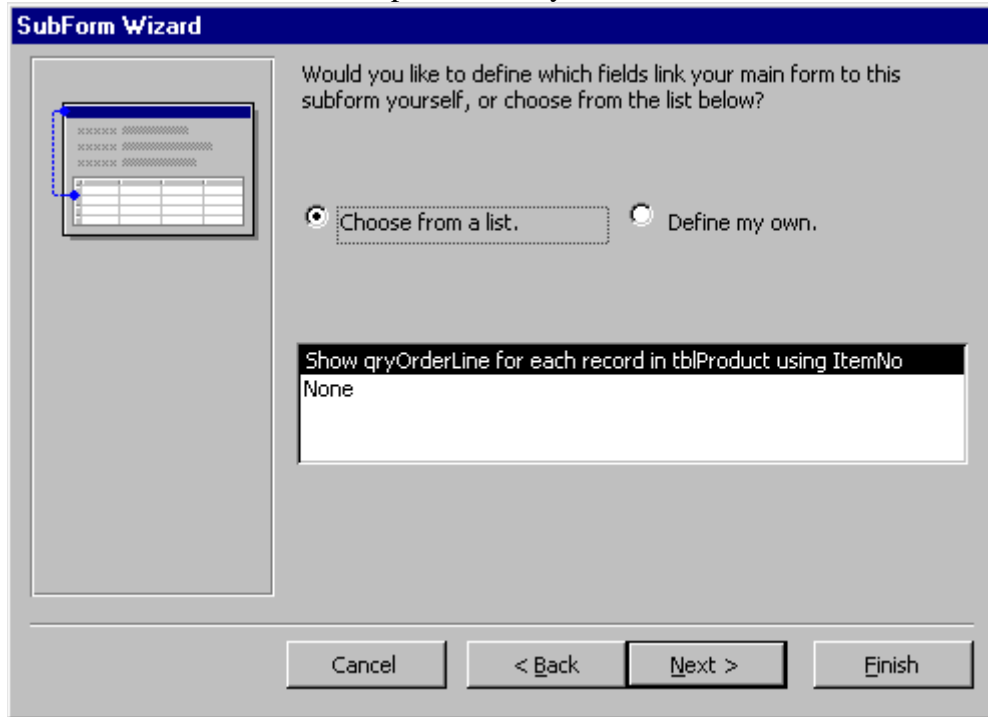 SubForm Wizard
Would you like to define which fields link your main form to this
subform yourself, or choose from the list below?
Choose from a list.
Define my own.
Show qryOrderLine for each record in tblProduct using ItemNo
None
Cancel
< Back
Next >
Finish